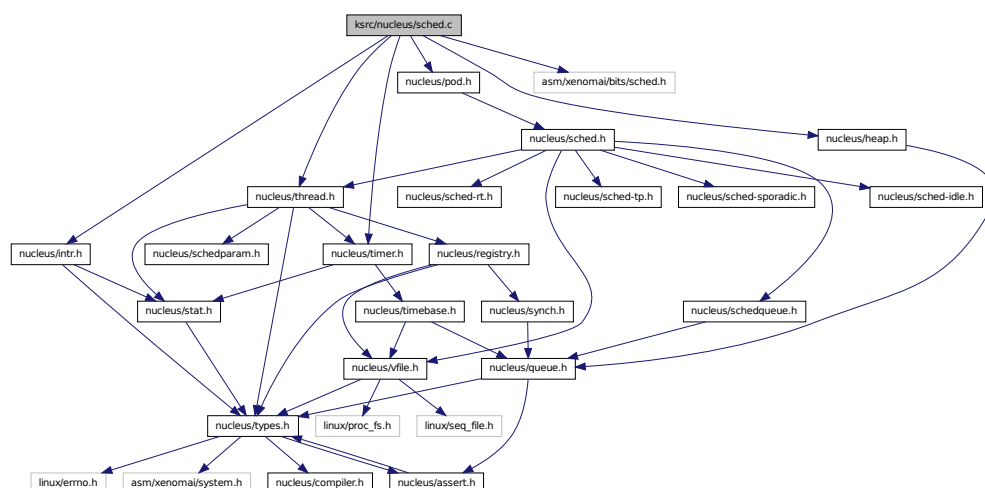 ksrc/nucleus/sched.c
nucleus/pod.h
asm/xenomai/bits/sched.h
nucleus/sched.h
nucleus/heap.h
nucleus/thread.h
nucleus/sched-rt.h
nucleus/sched-tp.h
nucleus/sched-sporadic.h
nucleus/sched-idle.h
nucleus/intr.h
nucleus/schedparam.h
nucleus/timer.h
nucleus/registry.h
nucleus/stat.h
nucleus/timebase.h
nucleus/synch.h
nucleus/schedqueue.h
nucleus/vfile.h
nucleus/queue.h
nucleus/types.h
linux/proc_fs.h
linux/seq_file.h
linux/errno.h
asm/xenomai/system.h
nucleus/compiler.h
nucleus/assert.h